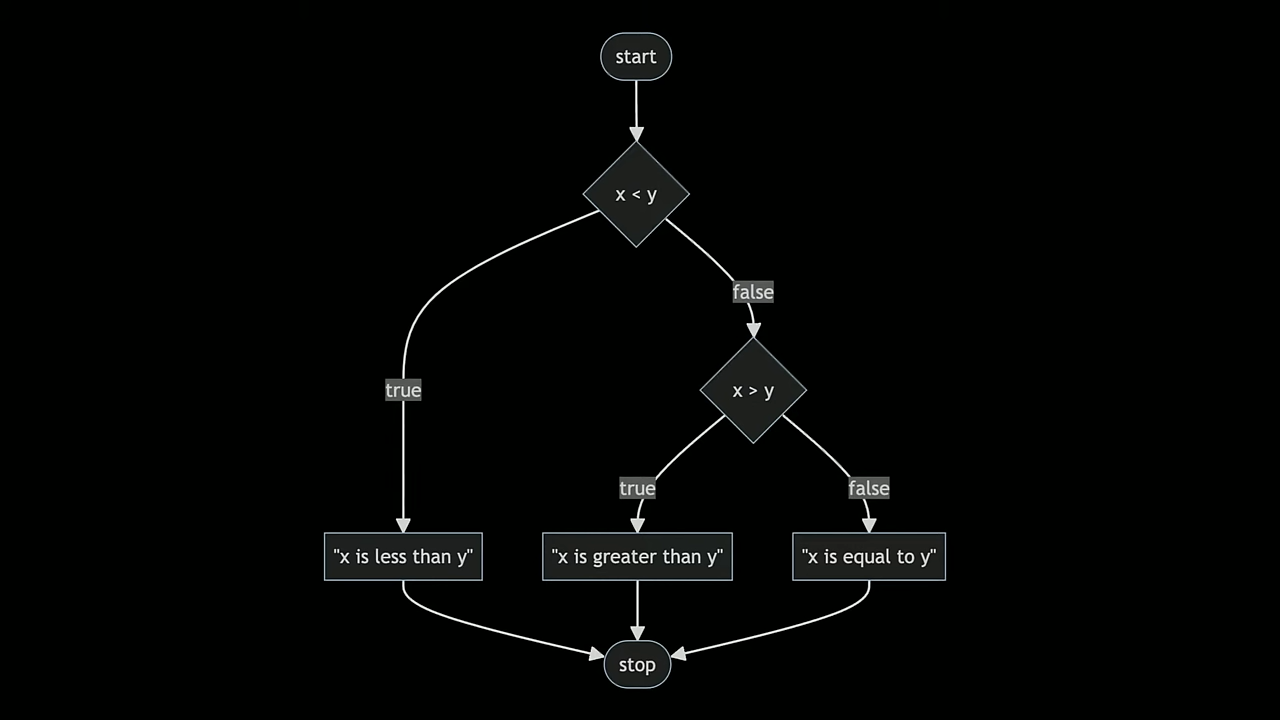 start
x < y
false
true
x > y
true
false
"x is less than y"
"x is greater than y"
"x is equal to y"
stop